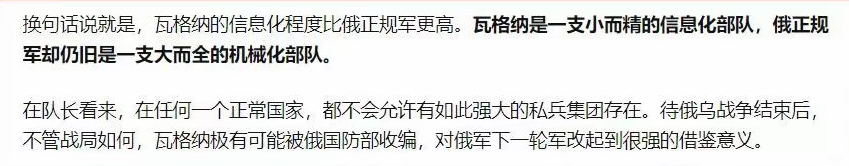 换句话说就是，瓦格纳的信息化程度比俄正规军更高。瓦格纳是一支小而精的信息化部队，俄正规
军却仍旧是一支大而全的机械化部队。
在队长看来，在任何一个正常国家，都不会允许有如此强大的私兵集团存在。待俄乌战争结束后，
不管战局如何，瓦格纳极有可能被俄国防部收编，对俄军下一轮军改起到很强的借鉴意义。